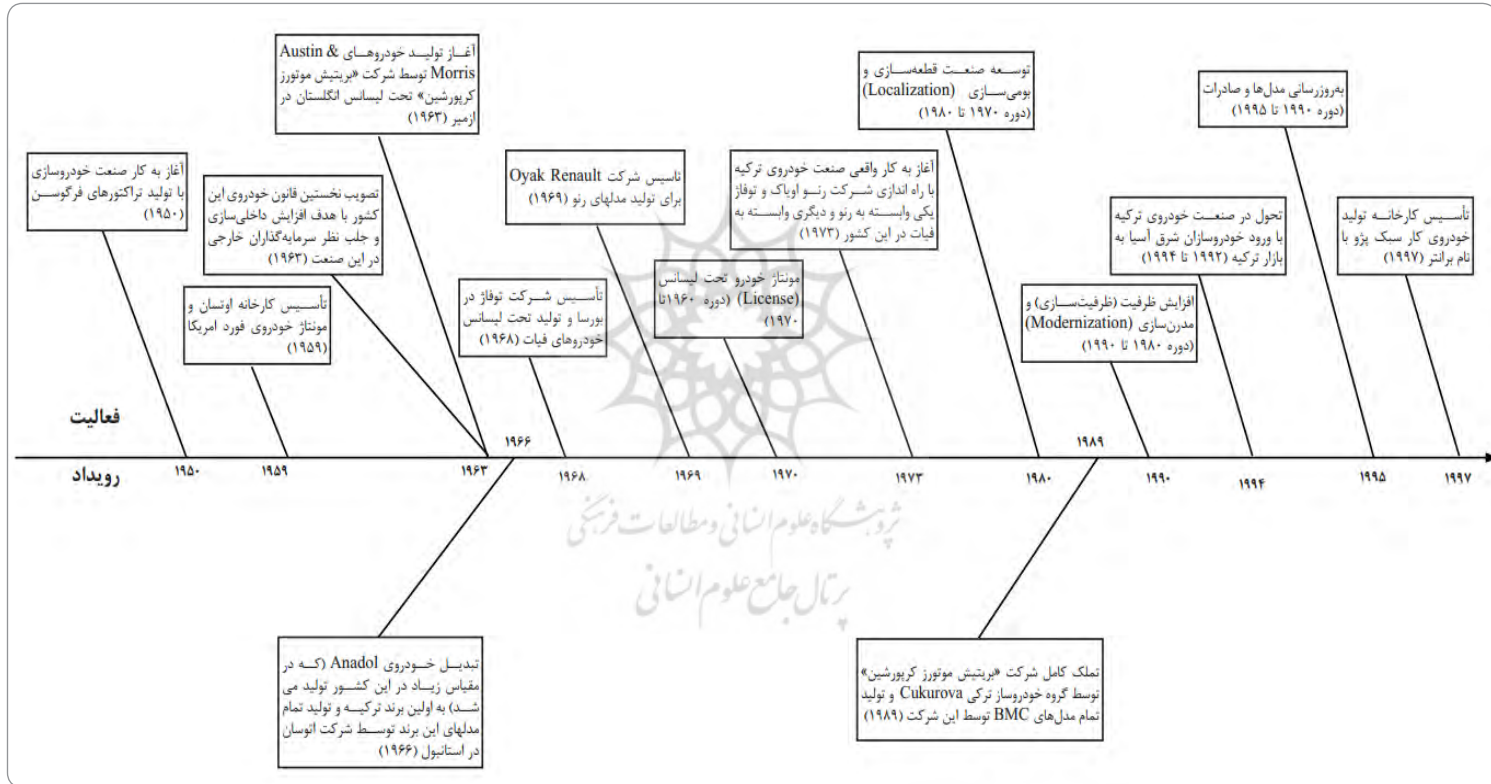 آغاز به کار صنعت خودروسازی
با تولید تراکتورهای فرگوسن
(۱۹۵۰)
تأسیس کارخانه اوتسان و
مونتاژ خودروی فورد امریکا
(۱۹۵۹)
تصویب نخستین قانون خودروی این
کشور با هدف افزایش داخلی‌سازی
و جلب نظر سرمایه‌گذاران خارجی
در این صنعت (۱۹۶۳)
آغاز تولید خودروهای Austin &
Morris توسط شرکت «بریتیش موتورز
کرپورشین» تحت لیسانس انگلستان در
ازمیر (۱۹۶۳)
تأسیس شرکت توفاژ در
بورسا و تولید تحت لیسانس
خودروهای فیات (۱۹۶۸)
تاسیس شرکت Oyak Renault
برای تولید مدلهای رنو (۱۹۶۹)
مونتاژ خودرو تحت لیسانس
(License) (دوره ۱۹۶۰تا
۱۹۷۰)
آغاز به کار واقعی صنعت خودروی ترکیه
با راه اندازی شرکت رنو اویاک و توفاژ
یکی وابسته به رنو و دیگری وابسته به
فیات در این کشور (۱۹۷۳)
توسعه صنعت قطعه‌سازی و
بومی‌سازی (Localization)
(دوره ۱۹۷۰ تا ۱۹۸۰)
افزایش ظرفیت (ظرفیت‌سازی) و
مدرن‌سازی (Modernization)
(دوره ۱۹۸۰ تا ۱۹۹۰)
تحول در صنعت خودروی ترکیه
با ورود خودروسازان شرق آسیا به
بازار ترکیه (۱۹۹۲ تا ۱۹۹۴)
به‌روزرسانی مدل‌ها و صادرات
(دوره ۱۹۹۰ تا ۱۹۹۵)
تأسیس کارخانه تولید
خودروی کار سبک پژو با
نام برانتر (۱۹۹۷)
فعالیت
رویداد
۱۹۵۰
۱۹۵۹
۱۹۶۳
۱۹۶۶
۱۹۶۸
۱۹۶۹
۱۹۷۰
۱۹۷۳
۱۹۸۰
۱۹۸۹
۱۹۹۰
۱۹۹۴
۱۹۹۵
۱۹۹۷
پژوهشگاه علوم انسانی و مطالعات فرهنگی
پرتال جامع علوم انسانی
تبدیل خودروی Anadol (که در
مقیاس زیاد در این کشور تولید می
شد) به اولین برند ترکیه و تولید تمام
مدلهای این برند توسط شرکت اتوسان
در استانبول (۱۹۶۶)
تملک کامل شرکت «بریتیش موتورز کرپورشین»
توسط گروه خودروساز ترکی Cukurova و تولید
تمام مدل‌های BMC توسط این شرکت (۱۹۸۹)